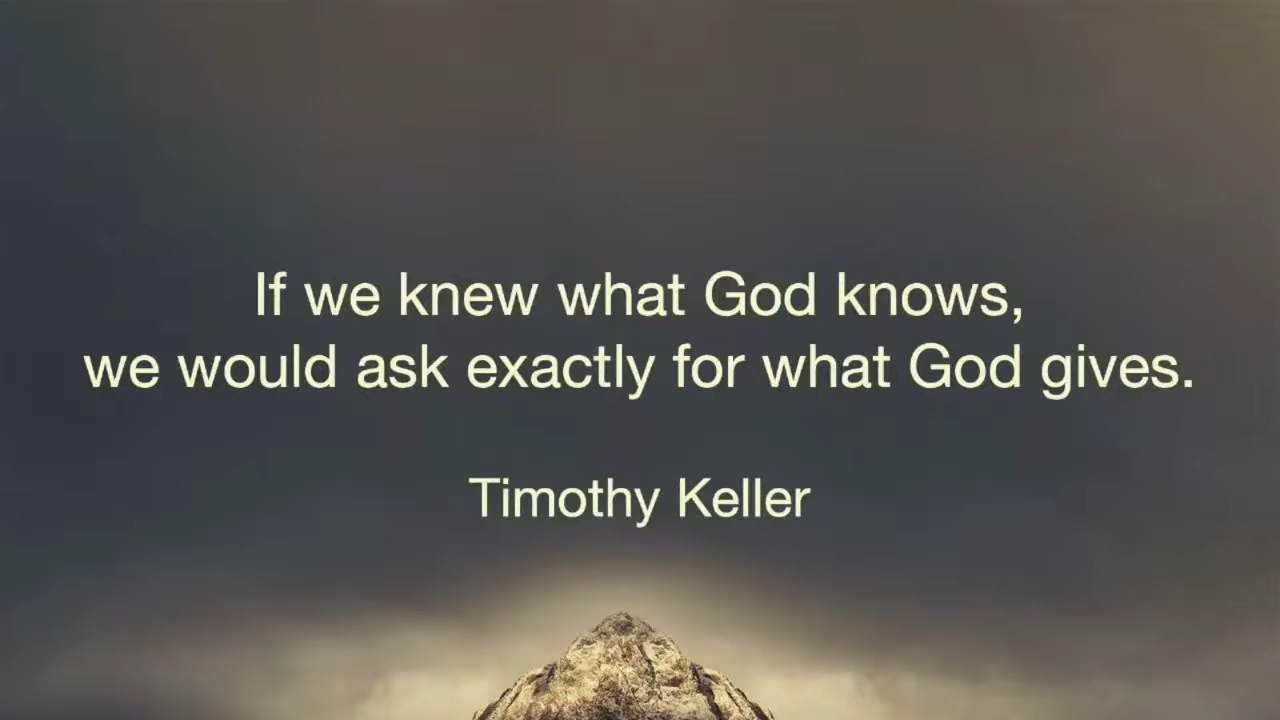 If we knew what God knows,
we would ask exactly for what God gives.
Timothy Keller